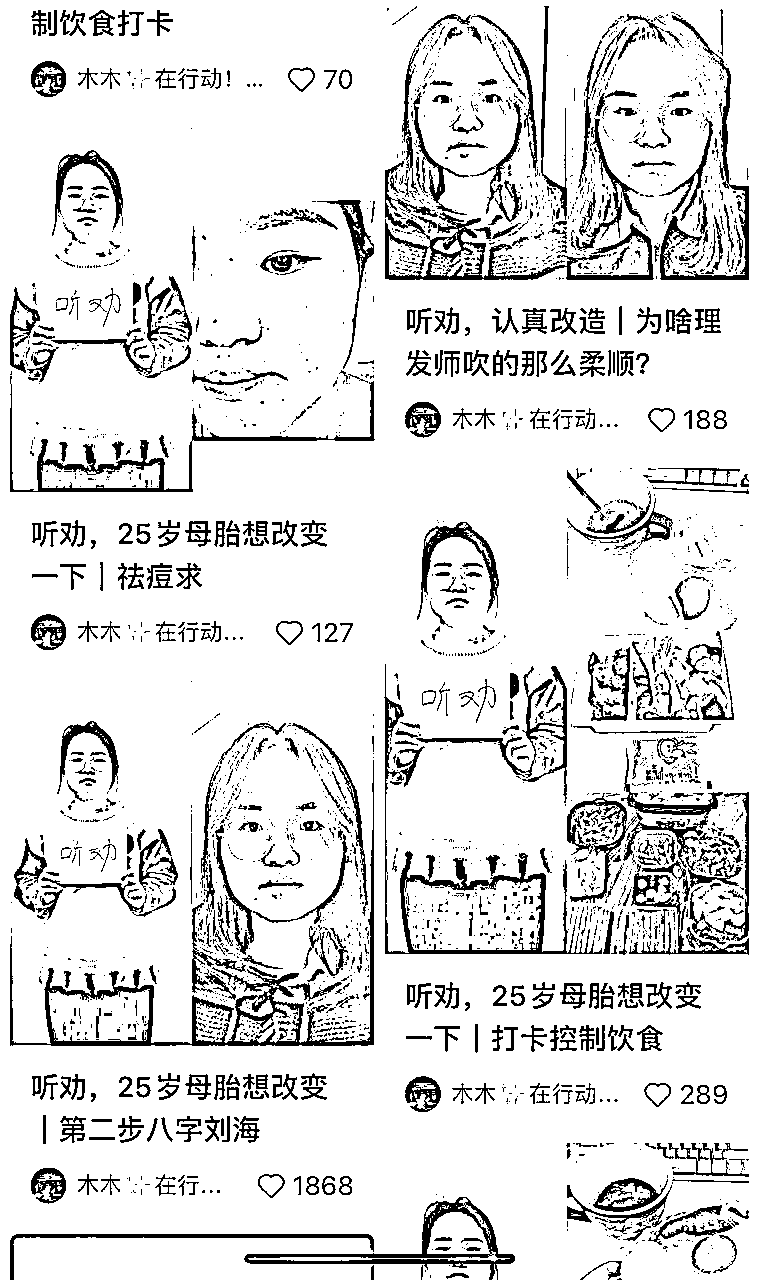 制饮食打卡
木木 在行动! ...
70
听劝
听劝，25岁母胎想改变
一下｜祛痘求
木木 在行动...
127
听劝
听劝，25岁母胎想改变
｜第二步八字刘海
木木 在行...
1868
听劝，认真改造｜为啥理
发师吹的那么柔顺？
木木 在行动...
188
听劝
听劝，25岁母胎想改变
一下｜打卡控制饮食
木木 在行动...
289